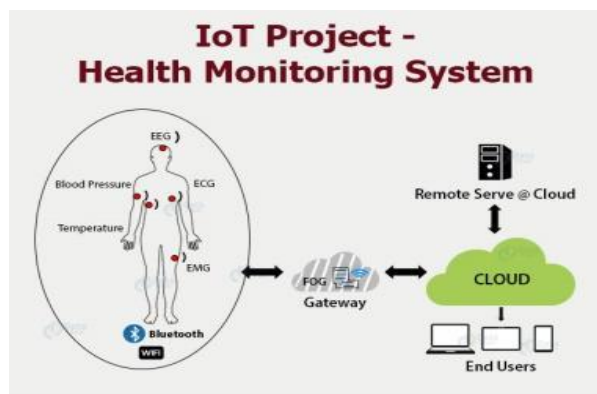 IoT Project -
Health Monitoring System
EEG
Blood Pressure
ECG
Temperature
EMG
Bluetooth
WiFi
FOG
Gateway
Remote Serve @ Cloud
CLOUD
End Users